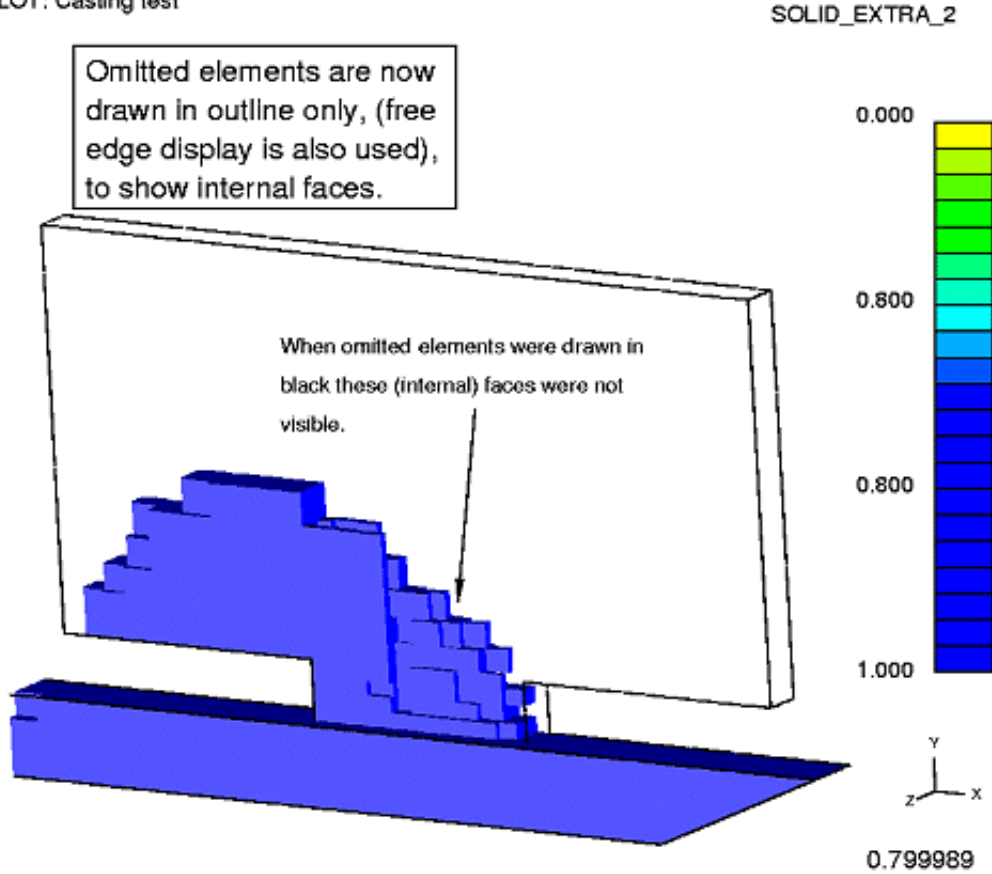 LOT: Casting test
SOLID_EXTRA_2
Omitted elements are now
drawn in outline only, (free
edge display is also used),
to show internal faces.
0.000
0.800
When omitted elements were drawn in
black these (internal) faces were not
visible.
0.800
1.000
Y
Z
X
0.799989